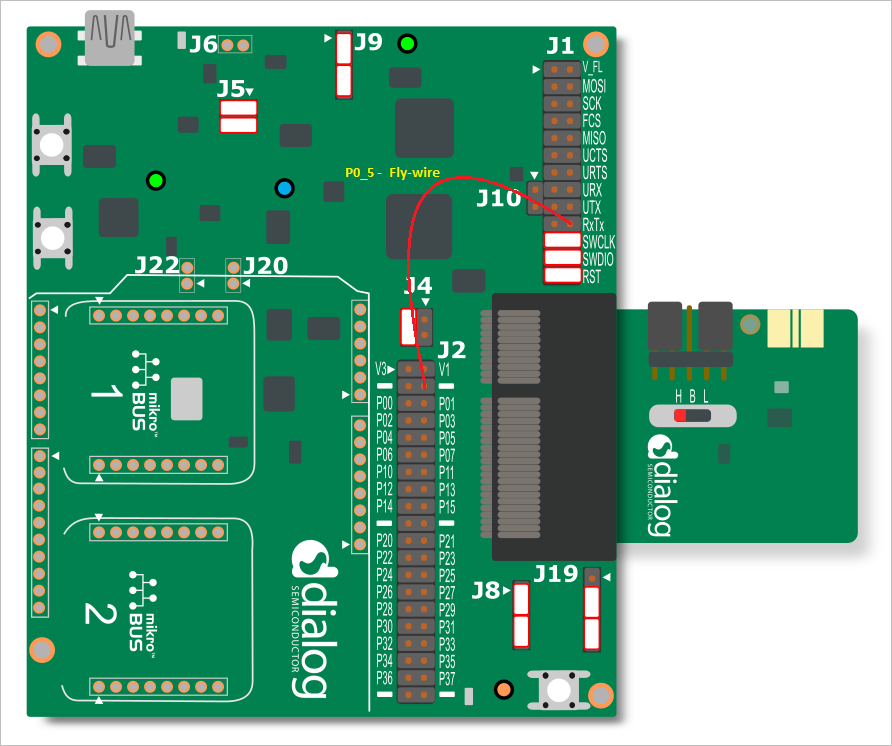 J6
J9
J1
V_FL
MOSI
SCK
FCS
MISO
UCTS
URTS
URX
UTX
RxTx
SWCLK
SWDIO
RST
J5
P0_5 - Fly-wire
J10
J22
J20
J4
J2
V3
V1
P00
P01
P02
P03
P04
P05
P06
P07
P10
P11
P12
P13
P14
P15
P20
P21
P22
P23
P24
P25
P26
P27
P28
P29
P30
P31
P32
P33
P34
P35
P36
P37
1
mikro™
BUS
2
mikro™
BUS
dialog
SEMICONDUCTOR
H B L
dialog
SEMICONDUCTOR
J8
J19